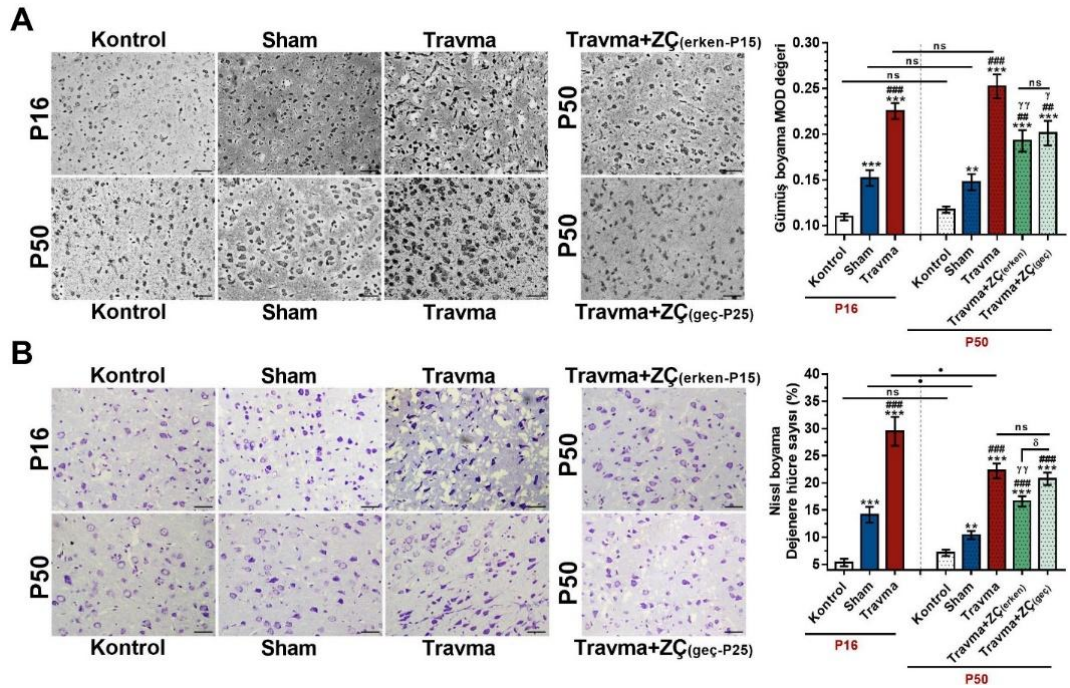 A
Kontrol
Sham
Travma
Travma+ZÇ(erken-P15)
P16
P50
P50
P50
Kontrol
Sham
Travma
Travma+ZÇ(geç-P25)
Gümüş boyama MOD değeri
0.30
0.25
0.20
0.15
0.10
ns
ns
ns
ns
***
###
***
**
###
***
γγ
##
***
γ
##
***
Kontrol
Sham
Travma
Kontrol
Sham
Travma
Travma+ZÇ(erken)
Travma+ZÇ(geç)
P16
P50
B
Kontrol
Sham
Travma
Travma+ZÇ(erken-P15)
P16
P50
P50
P50
Kontrol
Sham
Travma
Travma+ZÇ(geç-P25)
Nissl boyama
Dejenere hücre sayısı (%)
40
35
30
25
20
15
10
5
•
•
ns
ns
δ
***
###
***
**
###
***
γγ
###
***
###
***
Kontrol
Sham
Travma
Kontrol
Sham
Travma
Travma+ZÇ(erken)
Travma+ZÇ(geç)
P16
P50